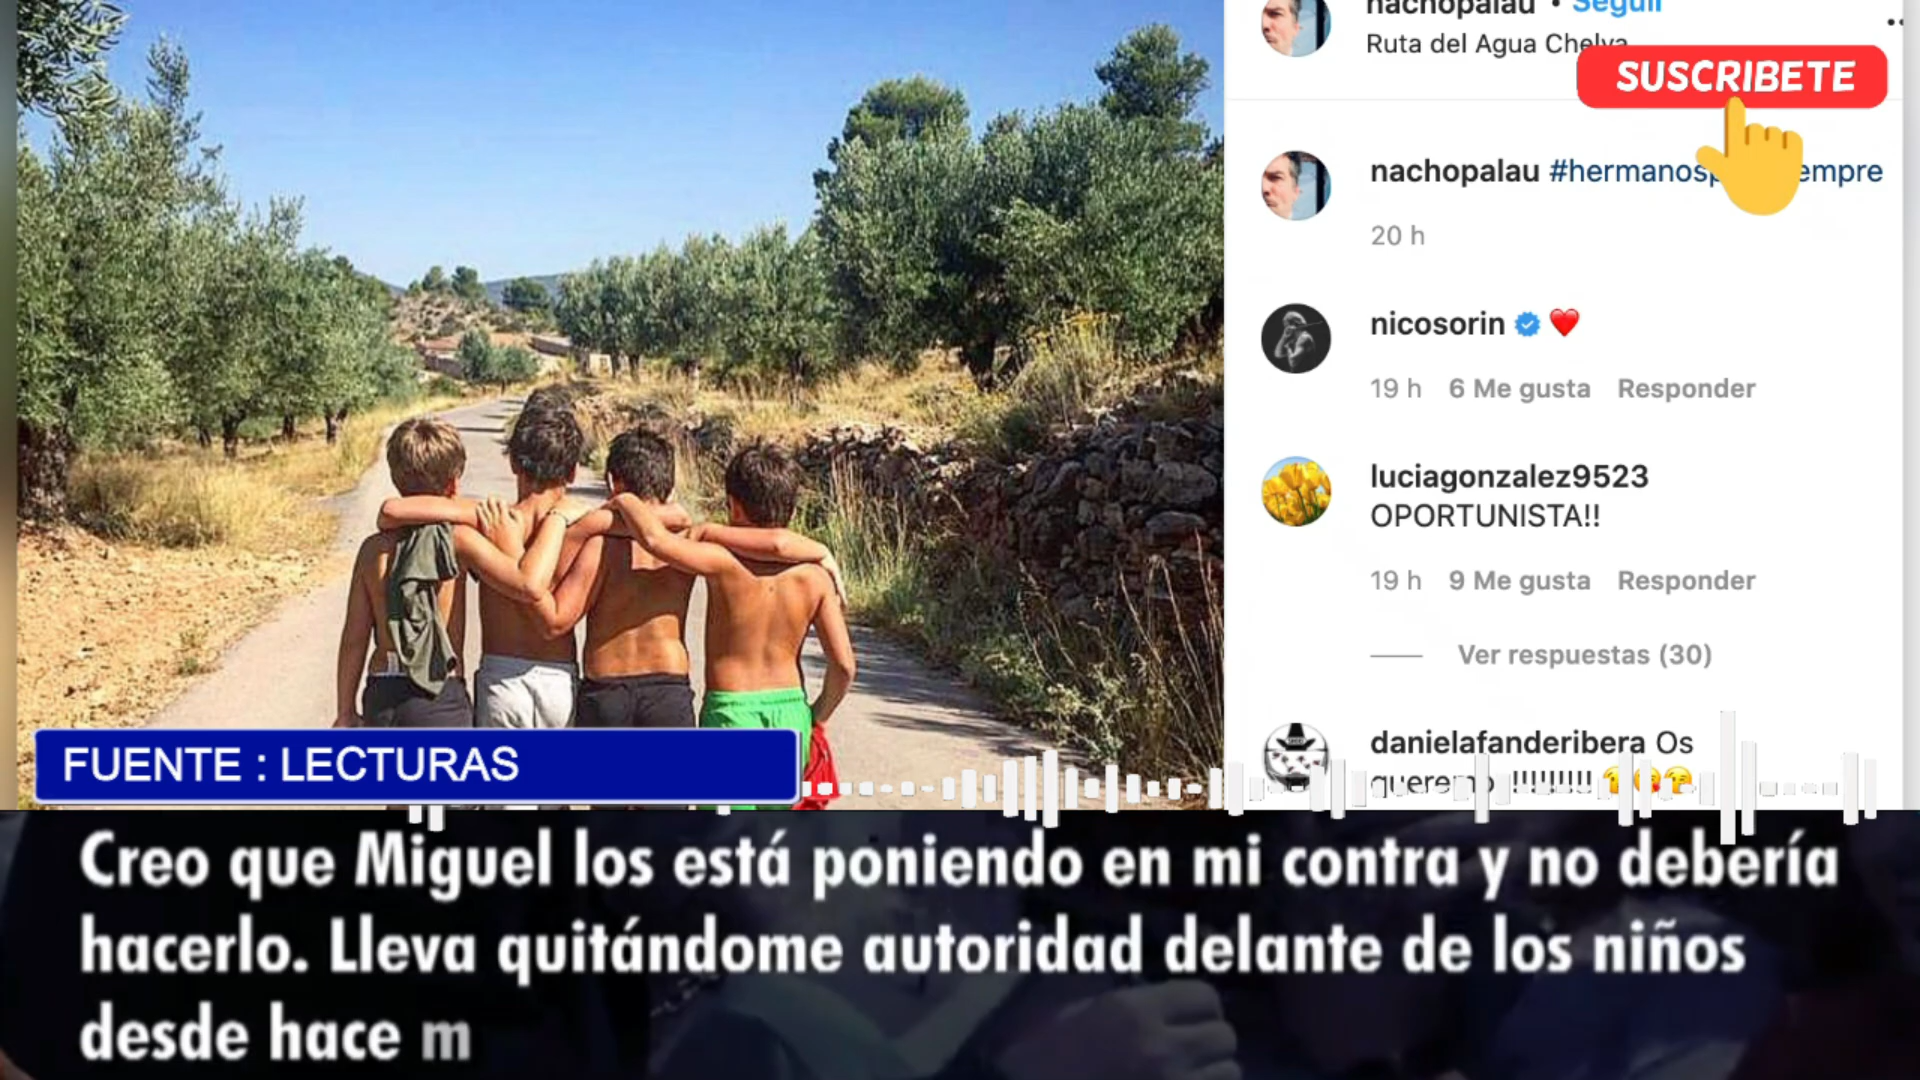 nachopalau • Seguir
Ruta del Agua Chelva
SUSCRIBETE
nachopalau #hermanosp empre
20 h
nicosorin
19 h 6 Me gusta Responder
luciagonzalez9523
OPORTUNISTA!!
19 h 9 Me gusta Responder
Ver respuestas (30)
danielafanderibera Os
queremo !!!!!!!!!
FUENTE : LECTURAS
Creo que Miguel los está poniendo en mi contra y no debería
hacerlo. Lleva quitándome autoridad delante de los niños
desde hace m